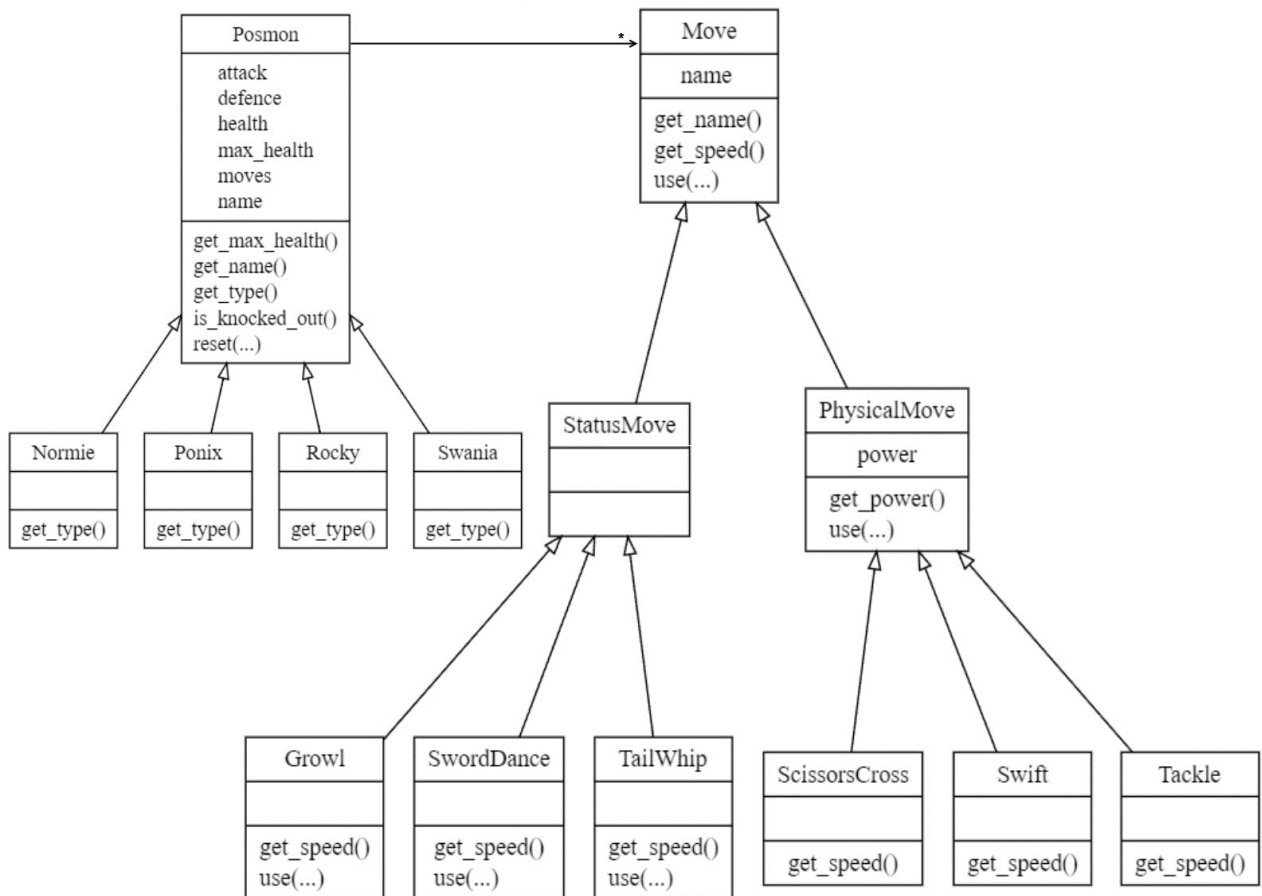 Posmon
attack
defence
health
max_health
moves
name
get_max_health()
get_name()
get_type()
is_knocked_out()
reset(...)
*
Move
name
get_name()
get_speed()
use(...)
Normie
get_type()
Ponix
get_type()
Rocky
get_type()
Swania
get_type()
StatusMove
PhysicalMove
power
get_power()
use(...)
Growl
get_speed()
use(...)
SwordDance
get_speed()
use(...)
TailWhip
get_speed()
use(...)
ScissorsCross
get_speed()
Swift
get_speed()
Tackle
get_speed()